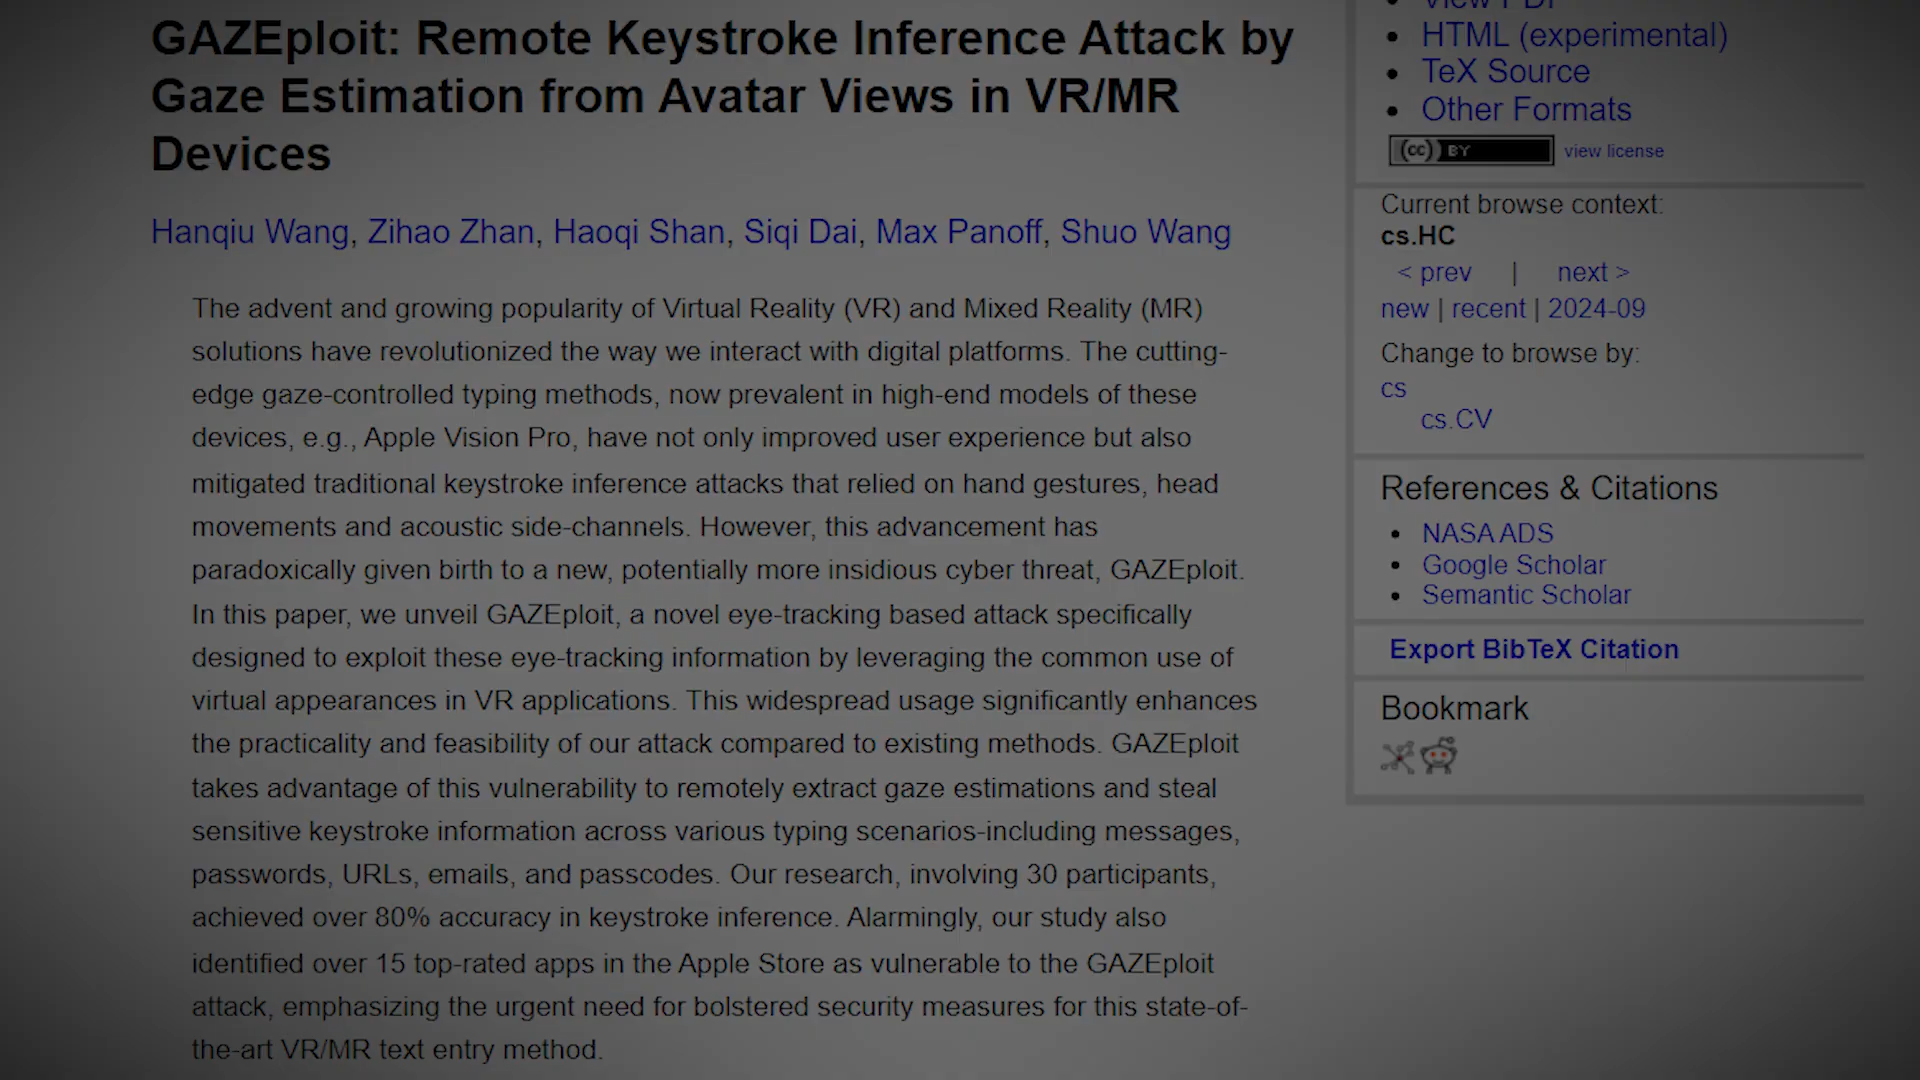 GAZEploit: Remote Keystroke Inference Attack by
Gaze Estimation from Avatar Views in VR/MR
Devices
Hanqiu Wang, Zihao Zhan, Haoqi Shan, Siqi Dai, Max Panoff, Shuo Wang
The advent and growing popularity of Virtual Reality (VR) and Mixed Reality (MR)
solutions have revolutionized the way we interact with digital platforms. The cutting-
edge gaze-controlled typing methods, now prevalent in high-end models of these
devices, e.g., Apple Vision Pro, have not only improved user experience but also
mitigated traditional keystroke inference attacks that relied on hand gestures, head
movements and acoustic side-channels. However, this advancement has
paradoxically given birth to a new, potentially more insidious cyber threat, GAZEploit.
In this paper, we unveil GAZEploit, a novel eye-tracking based attack specifically
designed to exploit these eye-tracking information by leveraging the common use of
virtual appearances in VR applications. This widespread usage significantly enhances
the practicality and feasibility of our attack compared to existing methods. GAZEploit
takes advantage of this vulnerability to remotely extract gaze estimations and steal
sensitive keystroke information across various typing scenarios-including messages,
passwords, URLs, emails, and passcodes. Our research, involving 30 participants,
achieved over 80% accuracy in keystroke inference. Alarmingly, our study also
identified over 15 top-rated apps in the Apple Store as vulnerable to the GAZEploit
attack, emphasizing the urgent need for bolstered security measures for this state-of-
the-art VR/MR text entry method.
View PDF
HTML (experimental)
TeX Source
Other Formats
(cc) BY view license
Current browse context:
cs.HC
< prev | next >
new | recent | 2024-09
Change to browse by:
cs
cs.CV
References & Citations
NASA ADS
Google Scholar
Semantic Scholar
Export BibTeX Citation
Bookmark